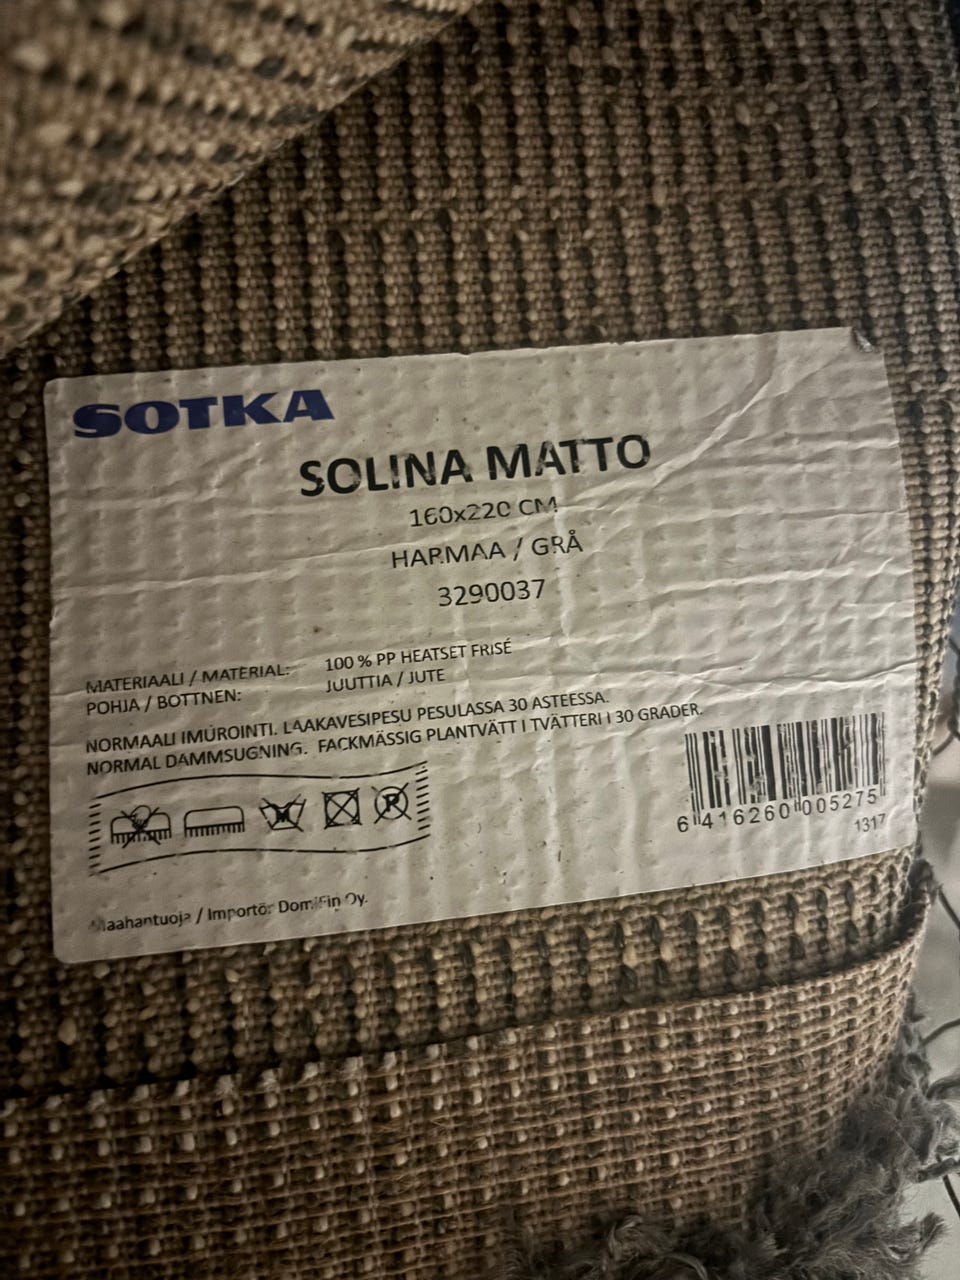 SOTKA
SOLINA MATTO
160x220 CM
HARMAA / GRÅ
3290037
MATERIAALI / MATERIAL: 100 % PP HEATSET FRISÉ
POHJA / BOTTNEN: JUUTTIA / JUTE
NORMAALI IMUROINTI. LAAKAVESIPESU PESULASSA 30 ASTEESSA.
NORMAL DAMMSUGNING. FACKMÄSSIG PLANTVÄTT I TVÄTTERI I 30 GRADER.
P
6 416260 005275
1317
Maahantuoja / Importör DomiFin Oy.